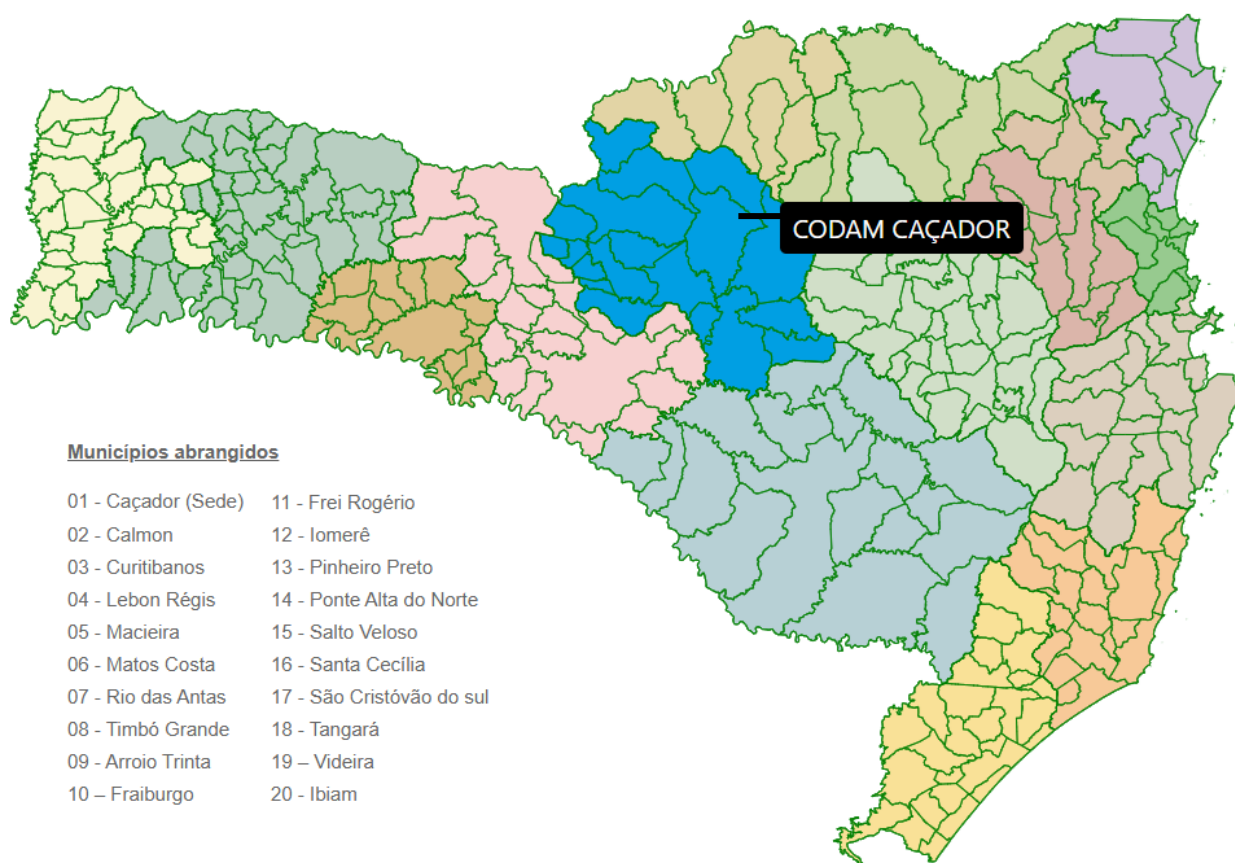 CODAM CAÇADOR
Municípios abrangidos
01 - Caçador (Sede)
02 - Calmon
03 - Curitibanos
04 - Lebon Régis
05 - Macieira
06 - Matos Costa
07 - Rio das Antas
08 - Timbó Grande
09 - Arroio Trinta
10 – Fraiburgo
11 - Frei Rogério
12 - Iomerê
13 - Pinheiro Preto
14 - Ponte Alta do Norte
15 - Salto Veloso
16 - Santa Cecília
17 - São Cristóvão do sul
18 - Tangará
19 – Videira
20 - Ibiam